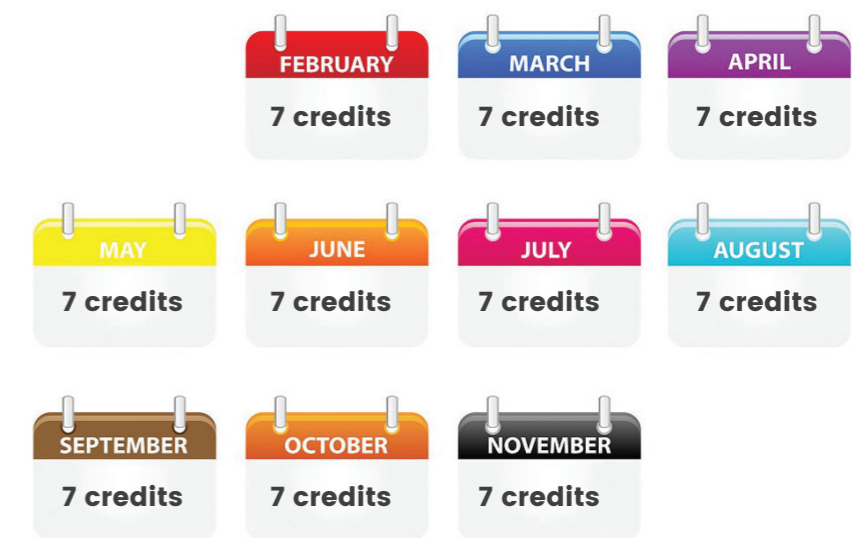 FEBRUARY
7 credits
MARCH
7 credits
APRIL
7 credits
MAY
7 credits
JUNE
7 credits
JULY
7 credits
AUGUST
7 credits
SEPTEMBER
7 credits
OCTOBER
7 credits
NOVEMBER
7 credits